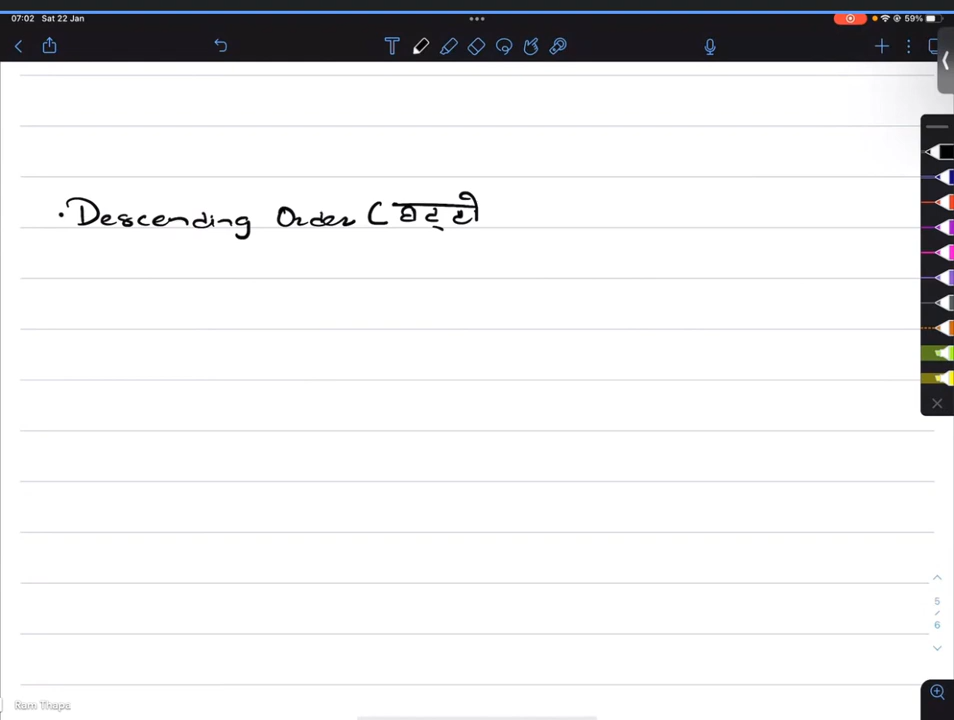 07:02 Sat 22 Jan
59%
• Descending Order (घट्दो
5
/
6
Ram Thapa